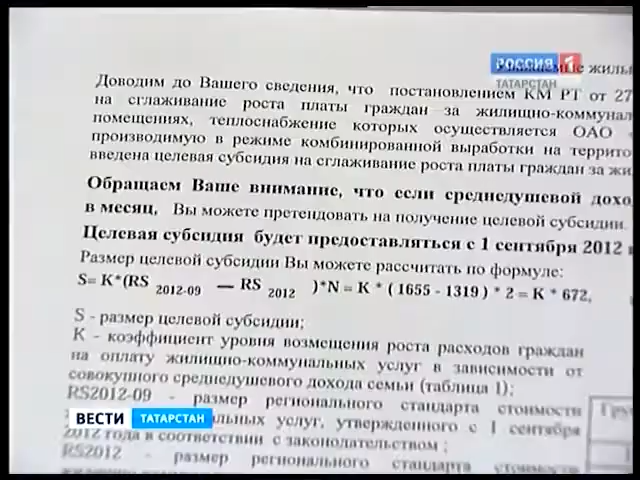 РОССИЯ 1
ТАТАРСТАН
Доводим до Вашего сведения, что постановлением КМ РТ от 27
на сглаживание роста платы граждан за жилищно-коммунал
помещениях, теплоснабжение которых осуществляется ОАО
производимую в режиме комбинированной выработки на террито
введена целевая субсидия на сглаживание роста платы граждан за
Обращаем Ваше внимание, что если среднедушевой дохо
в месяц, Вы можете претендовать на получение целевой субсидии.
Целевая субсидия будет предоставляться с 1 сентября 2012
Размер целевой субсидии Вы можете рассчитать по формуле:
S= K*(RS 2012-09 — RS 2012 )*N = K * ( 1655 - 1319 ) * 2 = K * 672,
S - размер целевой субсидии;
К - коэффициент уровня возмещения роста расходов граждан
на оплату жилищно-коммунальных услуг в зависимости от
совокупного среднедушевого дохода семьи (таблица 1);
RS2012-09 - размер регионального стандарта стоимости
альных услуг, утвержденного с 1 сентября
2012 года в соответствии с законодательством ;
RS2012 - размер регионального стандарта стоимости
ВЕСТИ ТАТАРСТАН